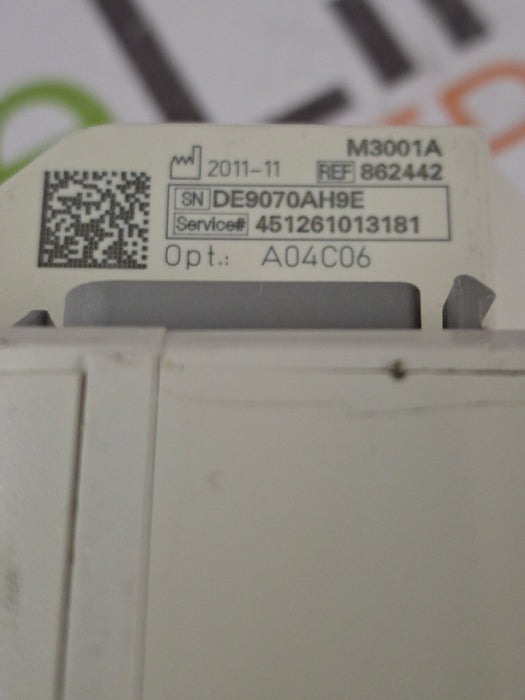 M3001A
2011-11 REF 862442
SN DE9070AH9E
Service# 451261013181
Opt.: A04C06